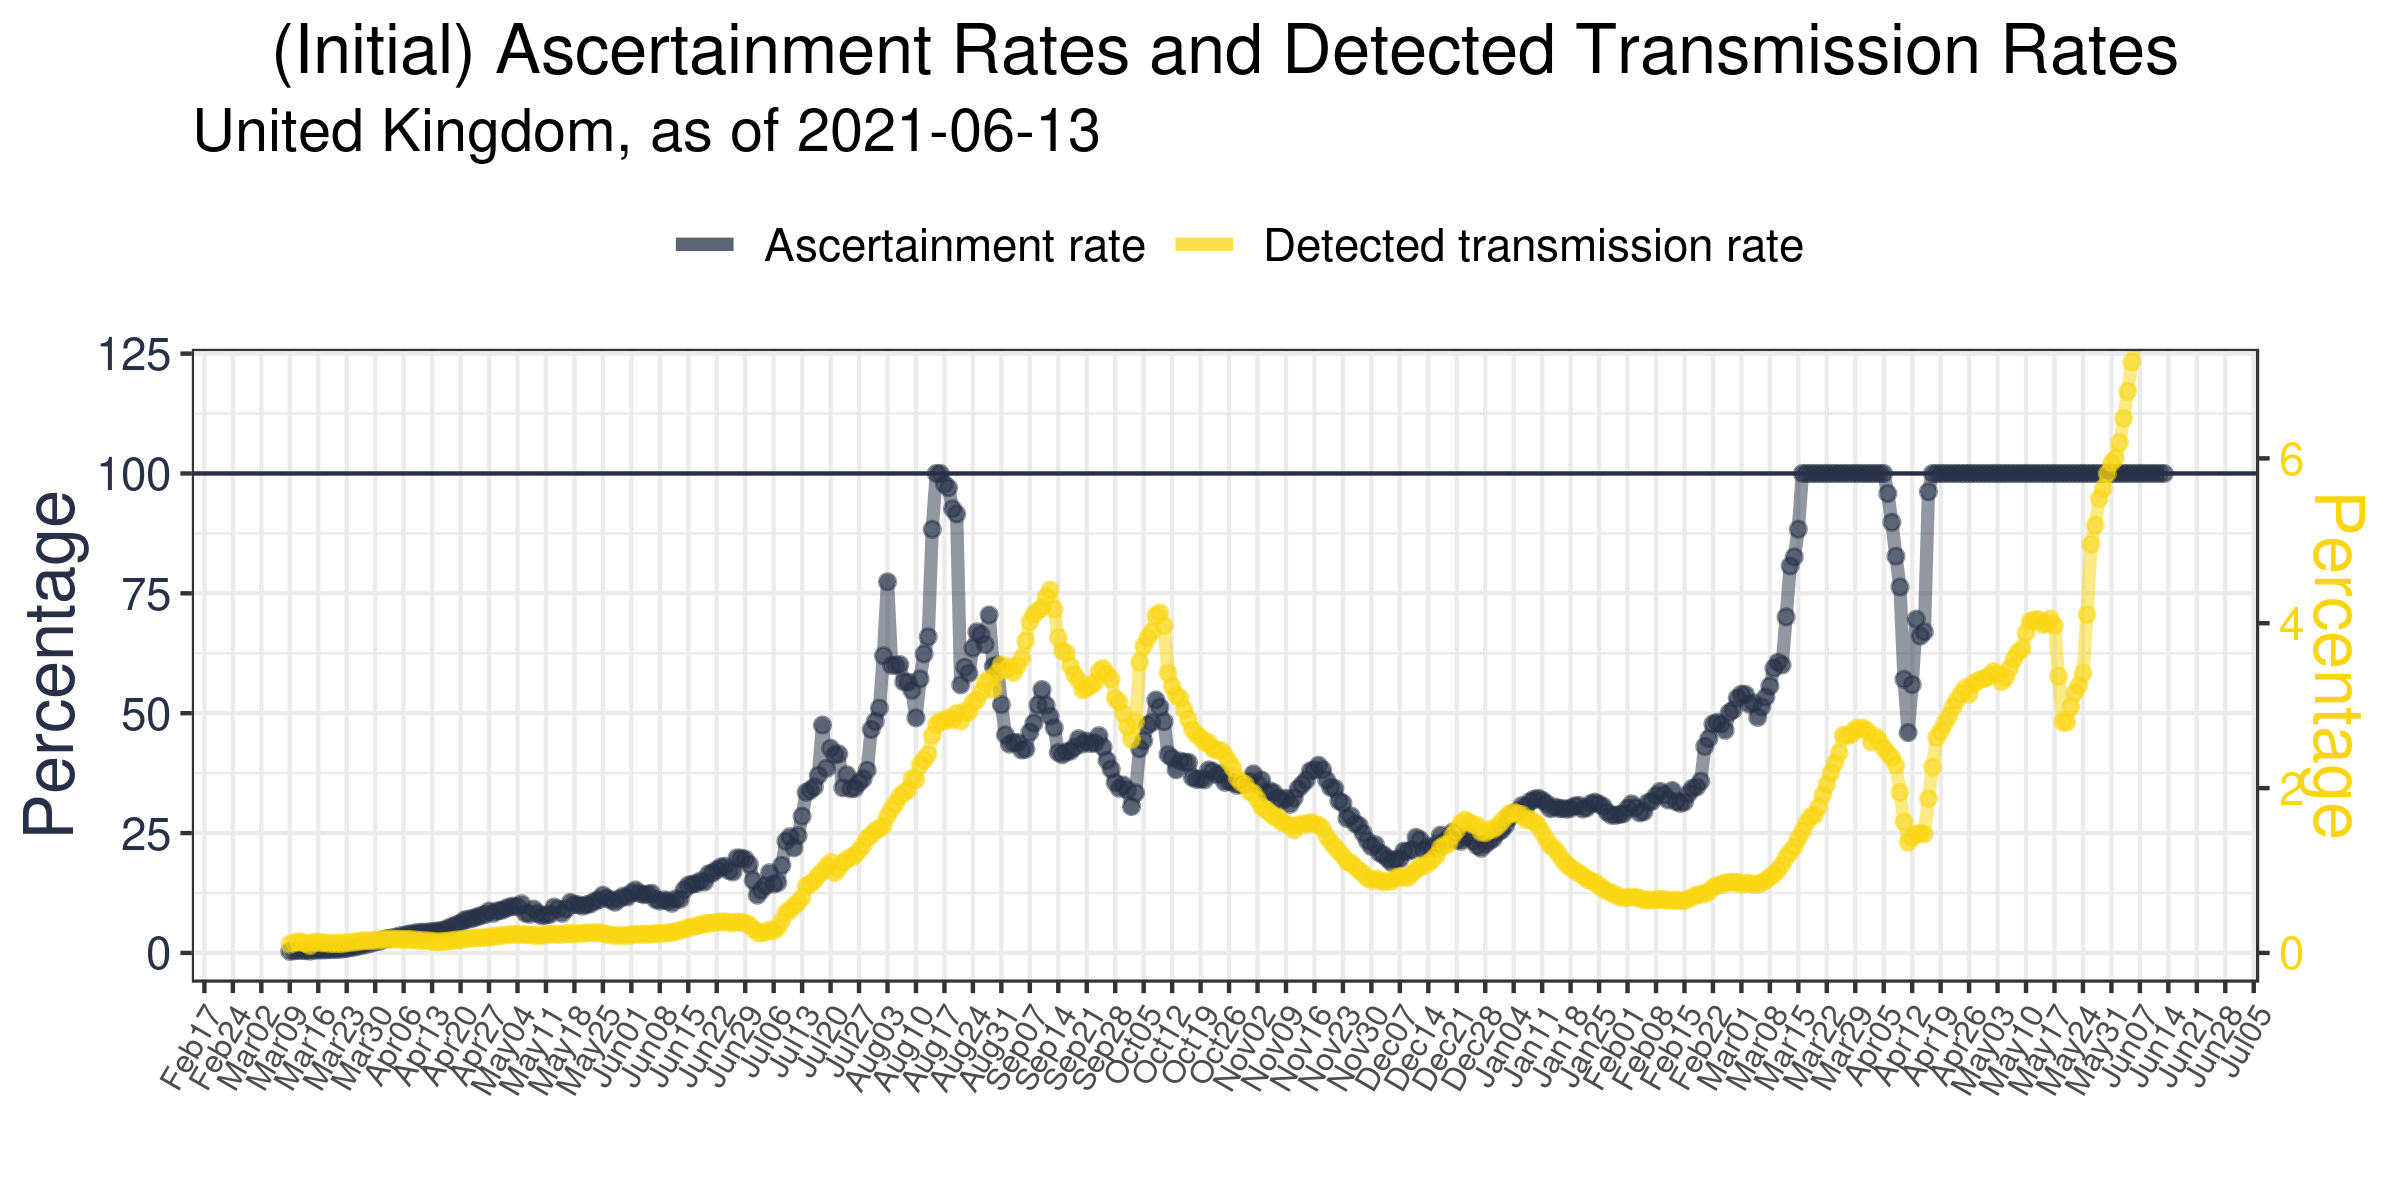 (Initial) Ascertainment Rates and Detected Transmission Rates
United Kingdom, as of 2021-06-13
Ascertainment rate
Detected transmission rate
125
100
75
50
25
0
Percentage
6
4
2
0
Percentage
Feb17
Feb24
Mar02
Mar09
Mar16
Mar23
Mar30
Apr06
Apr13
Apr20
Apr27
May04
May11
May18
May25
Jun01
Jun08
Jun15
Jun22
Jun29
Jul06
Jul13
Jul20
Jul27
Aug03
Aug10
Aug17
Aug24
Aug31
Sep07
Sep14
Sep21
Sep28
Oct05
Oct12
Oct19
Oct26
Nov02
Nov09
Nov16
Nov23
Nov30
Dec07
Dec14
Dec21
Dec28
Jan04
Jan11
Jan18
Jan25
Feb01
Feb08
Feb15
Feb22
Mar01
Mar08
Mar15
Mar22
Mar29
Apr05
Apr12
Apr19
Apr26
May03
May10
May17
May24
May31
Jun07
Jun14
Jun21
Jun28
Jul05